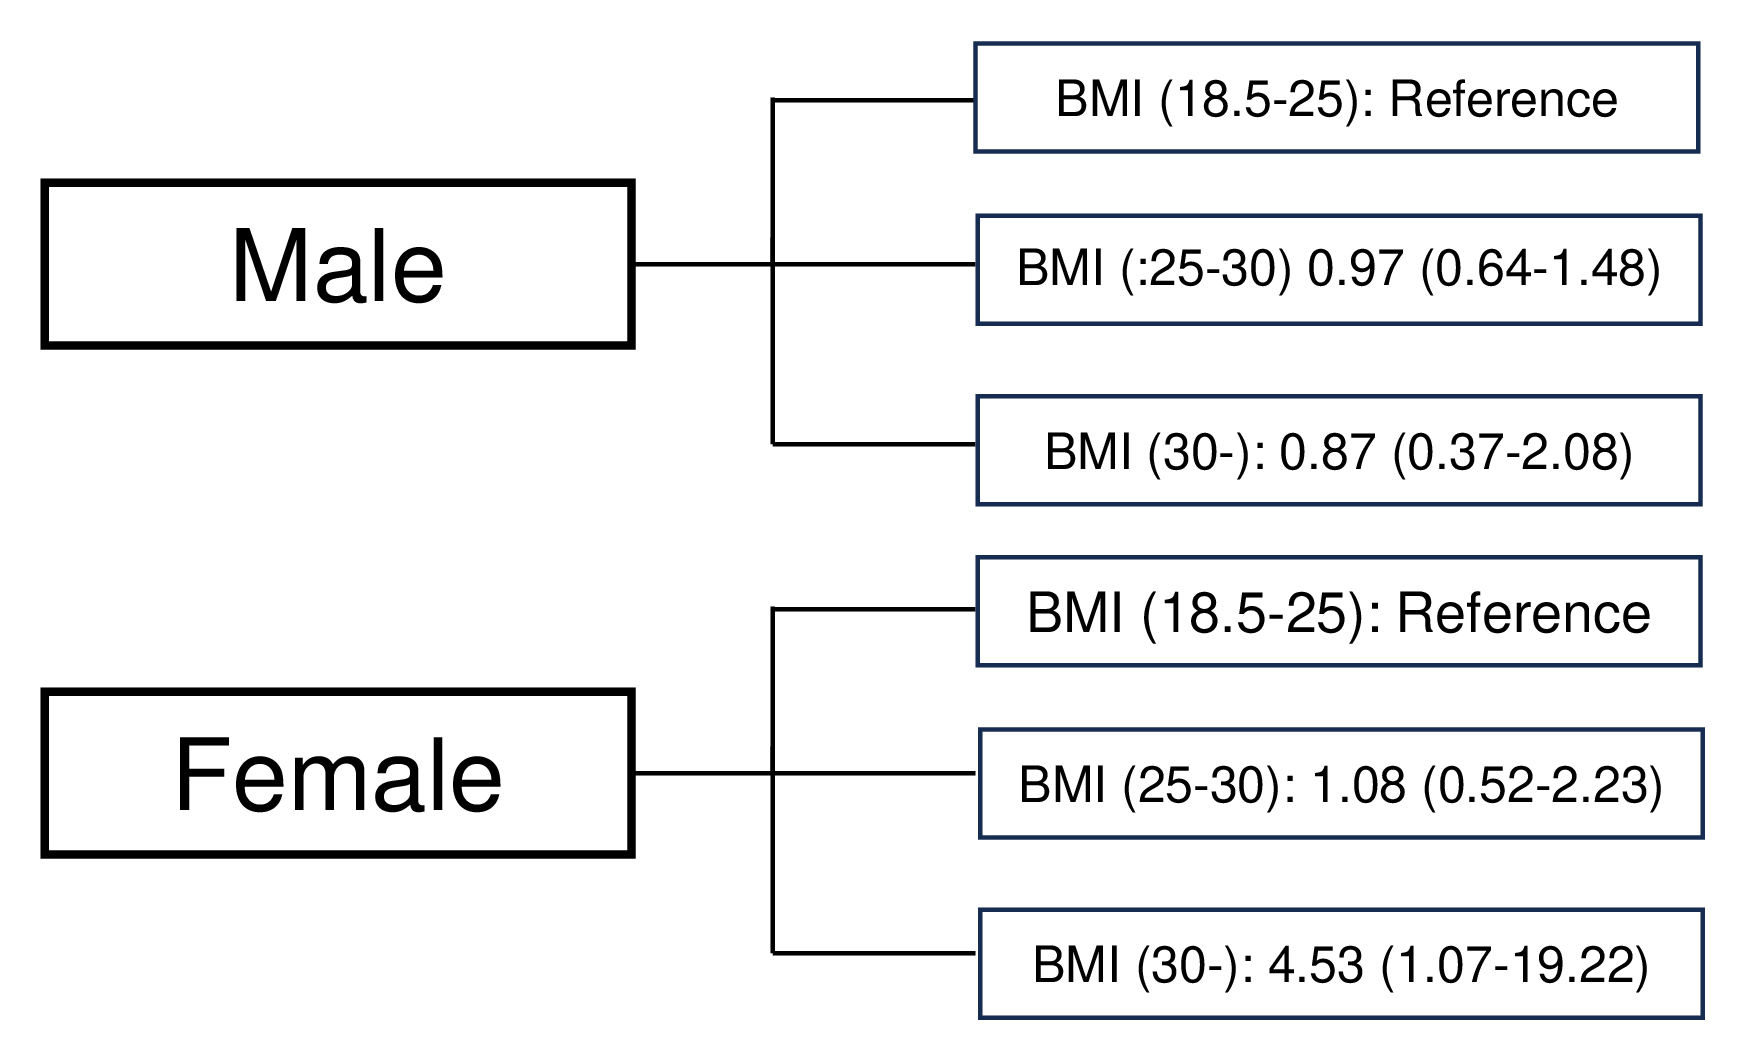 Male
BMI (18.5-25): Reference
BMI (:25-30) 0.97 (0.64-1.48)
BMI (30-): 0.87 (0.37-2.08)
Female
BMI (18.5-25): Reference
BMI (25-30): 1.08 (0.52-2.23)
BMI (30-): 4.53 (1.07-19.22)